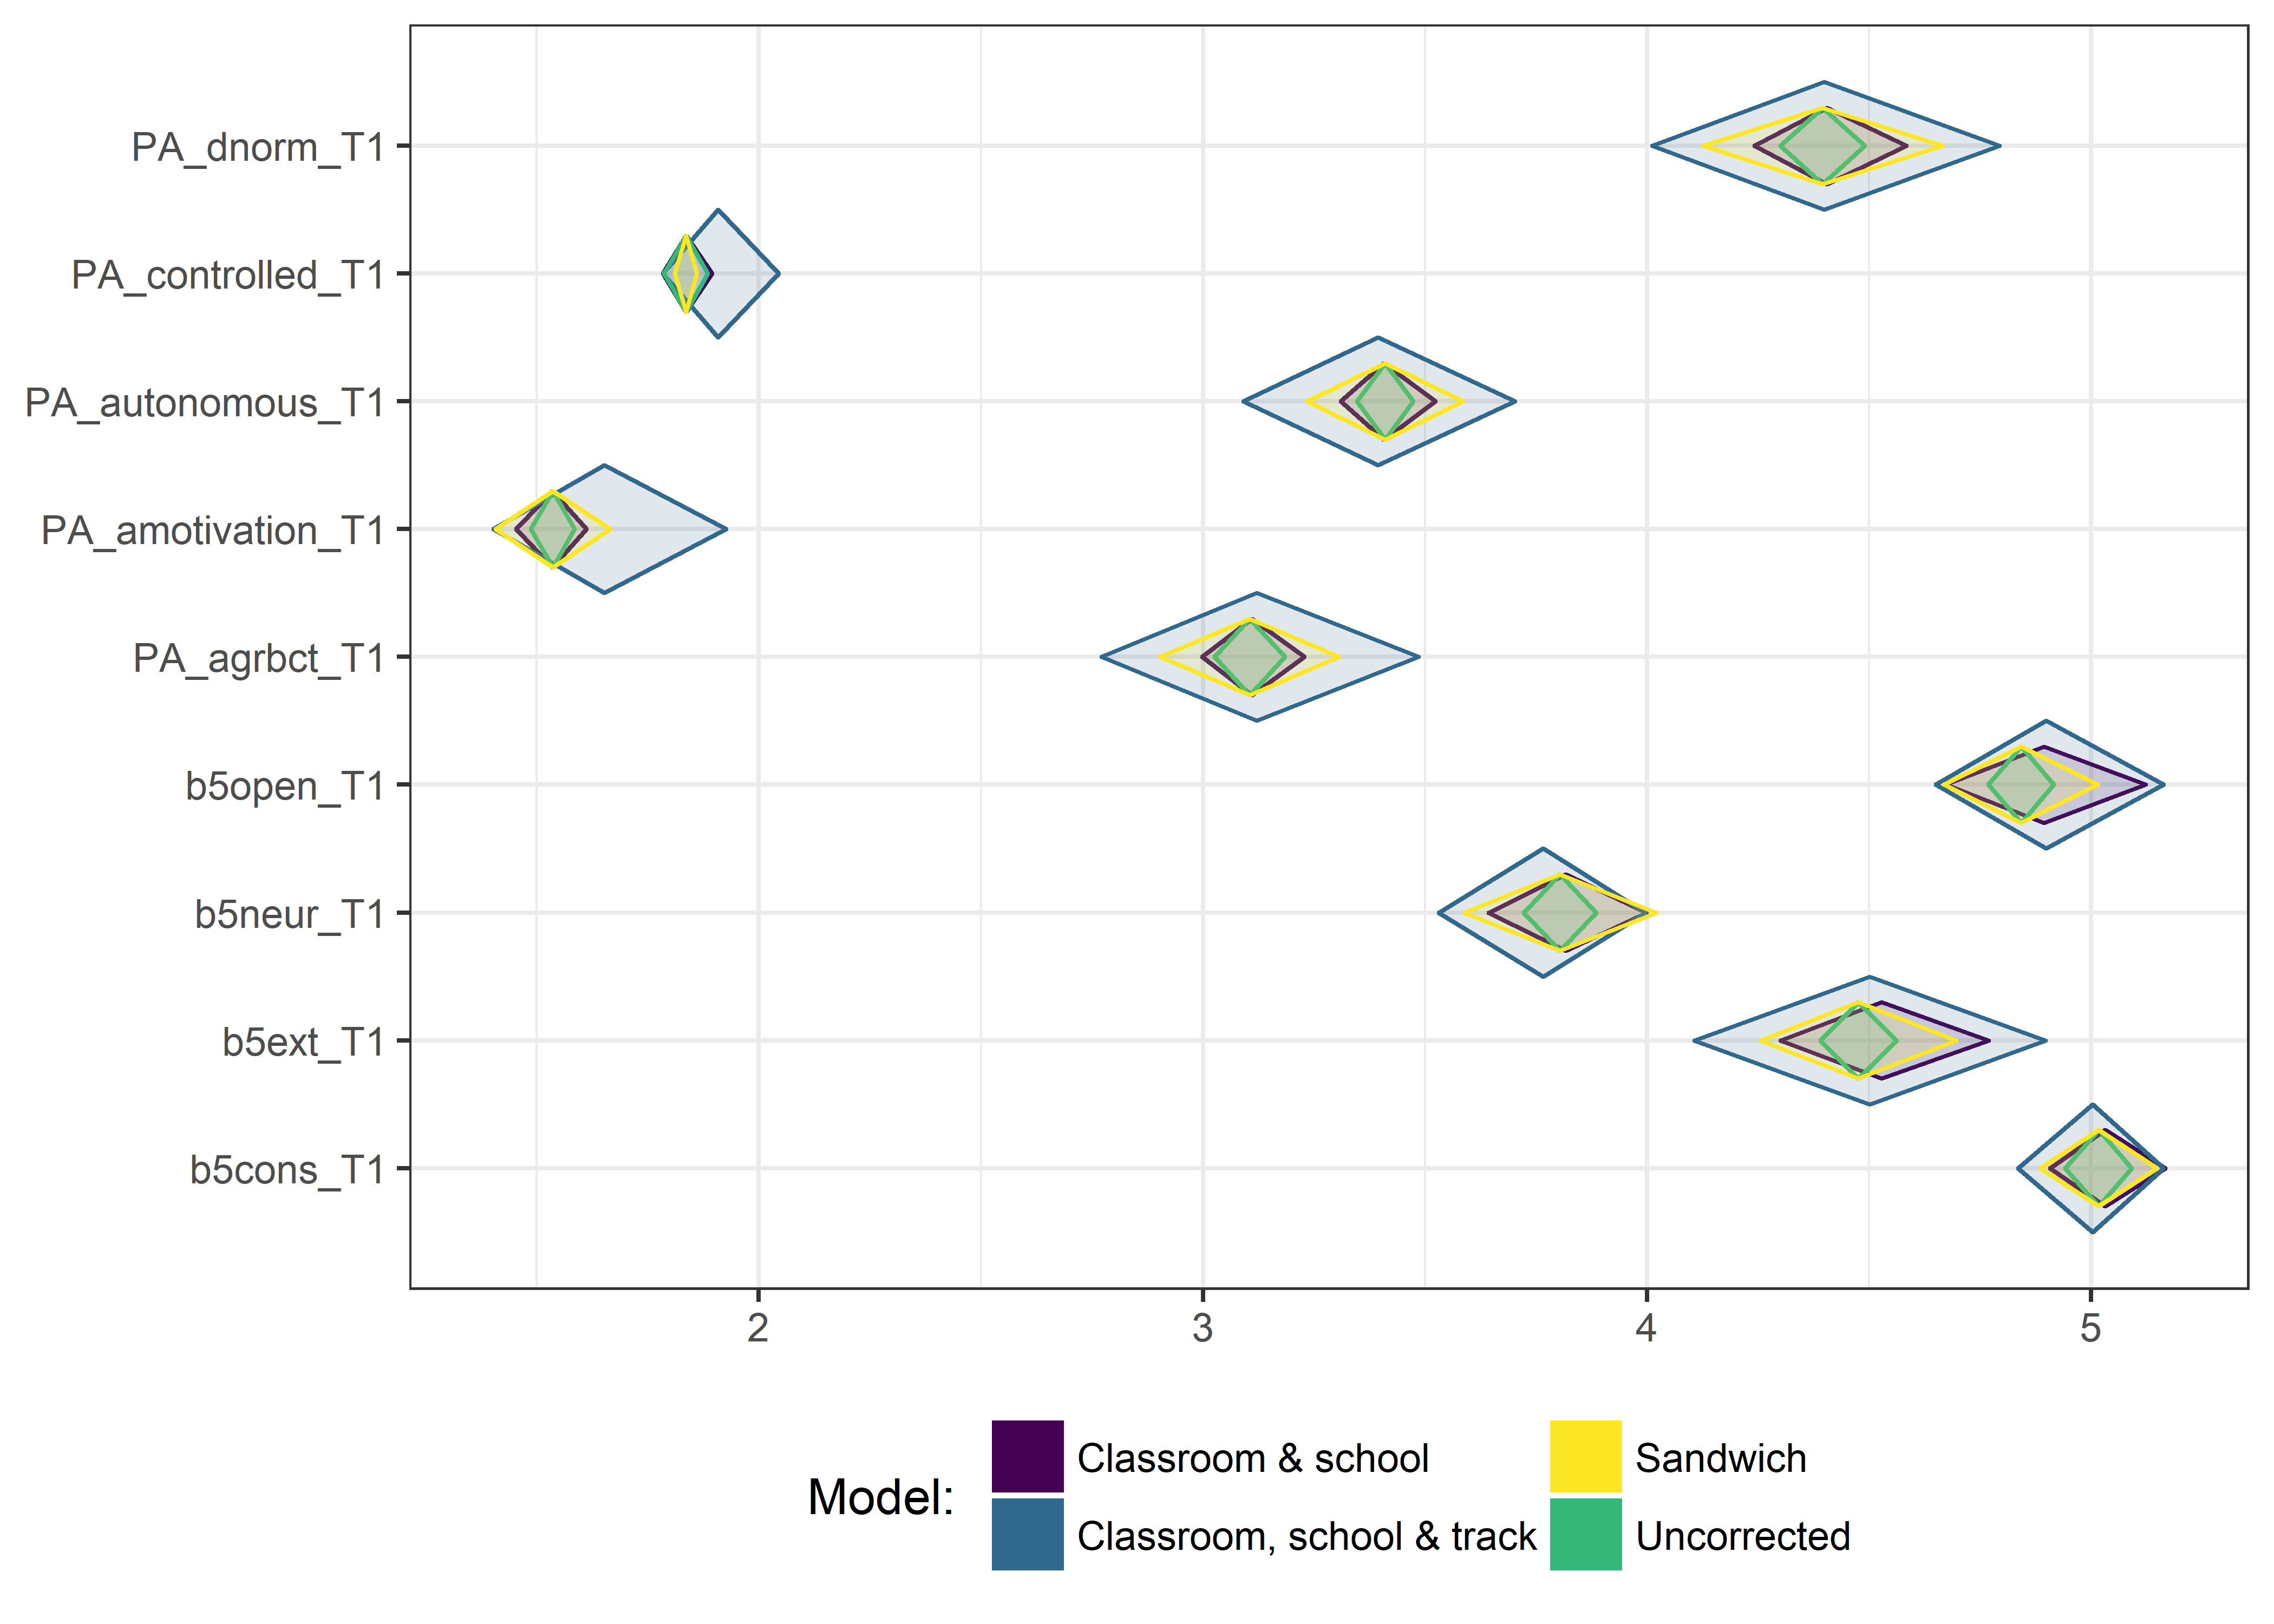 PA_dnorm_T1
PA_controlled_T1
PA_autonomous_T1
PA_amotivation_T1
PA_agrbct_T1
b5open_T1
b5neur_T1
b5ext_T1
b5cons_T1
2 3 4 5
Model:
Classroom & school
Classroom, school & track
Sandwich
Uncorrected